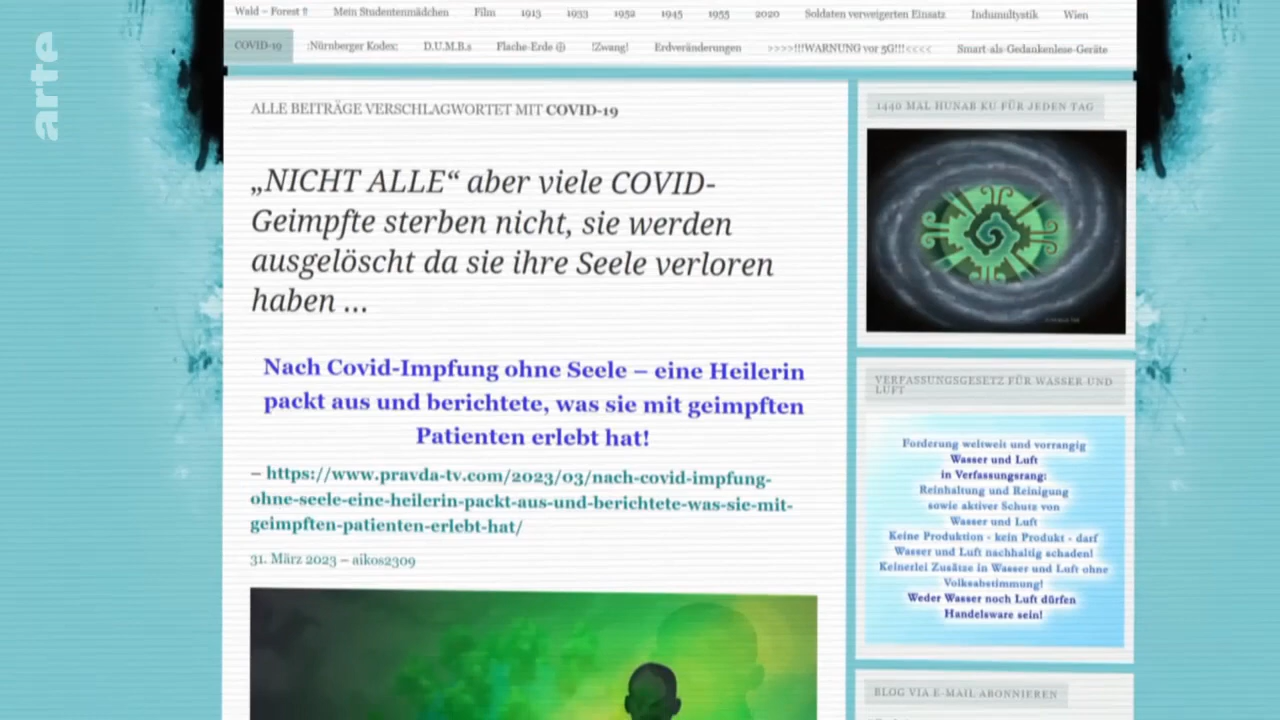 arte
Wald – Forest !! Mein Studentenmädchen Film 1913 1933 1952 1945 1955 2020 Soldaten verweigerten Einsatz Indumultystik Wien
COVID-19 :Nürnberger Kodex: D.U.M.B.s Flache-Erde !Zwang! Erdveränderungen >>>>!!!WARNUNG vor 5G!!!<<<< Smart-als-Gedankenlose-Geräte
ALLE BEITRÄGE VERSCHLAGWORTET MIT COVID-19
„NICHT ALLE“ aber viele COVID-
Geimpfte sterben nicht, sie werden
ausgelöscht da sie ihre Seele verloren
haben …
Nach Covid-Impfung ohne Seele – eine Heilerin
packt aus und berichtete, was sie mit geimpften
Patienten erlebt hat!
– https://www.pravda-tv.com/2023/03/nach-covid-impfung-
ohne-seele-eine-heilerin-packt-aus-und-berichtete-was-sie-mit-
geimpften-patienten-erlebt-hat/
31. März 2023 – aikos2309
1440 MAL HUNAB KU FÜR JEDEN TAG
VERFASSUNGSGESETZ FÜR WASSER UND
LUFT
Forderung weltweit und vorrangig
Wasser und Luft
in Verfassungsrang:
Reinhaltung und Reinigung
sowie aktiver Schutz von
Wasser und Luft
Keine Produktion - kein Produkt - darf
Wasser und Luft nachhaltig schaden!
Keinerlei Zusätze in Wasser und Luft ohne
Volksabstimmung!
Weder Wasser noch Luft dürfen
Handelsware sein!
BLOG VIA E-MAIL ABONNIEREN